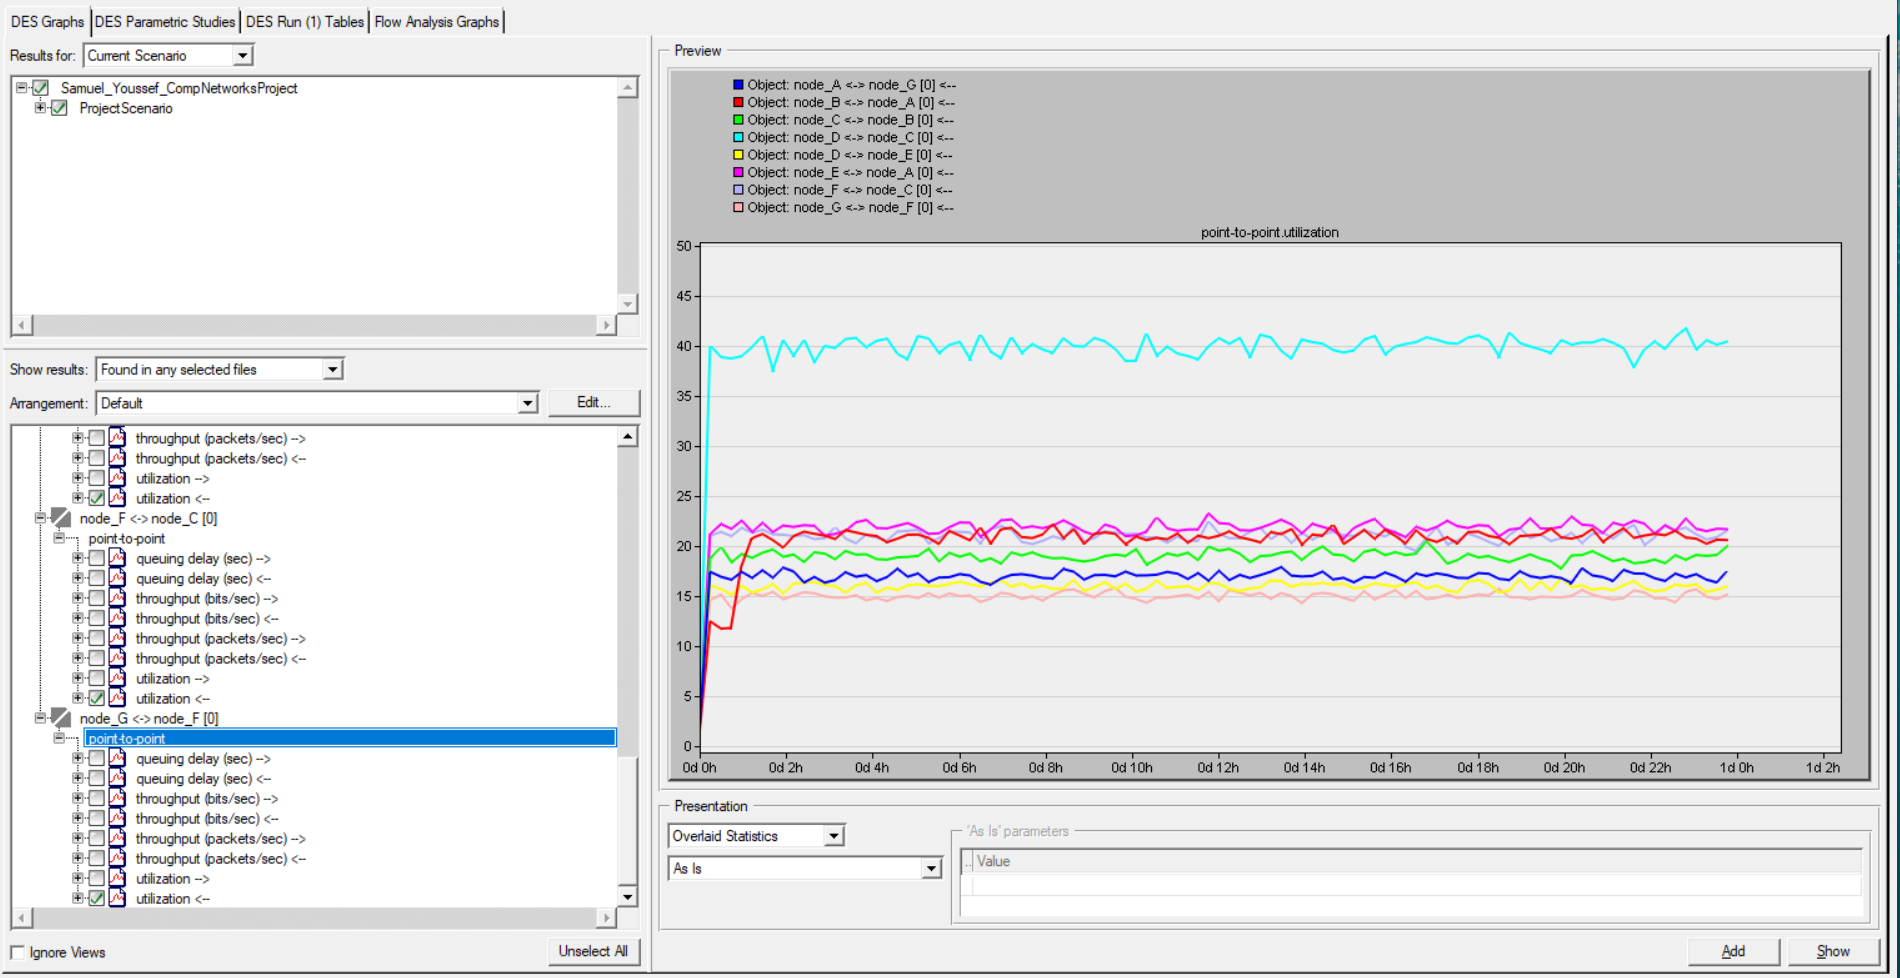 DES Graphs DES Parametric Studies DES Run (1) Tables Flow Analysis Graphs
Results for: Current Scenario
Samuel_Youssef_CompNetworksProject
ProjectScenario
Show results: Found in any selected files
Arrangement: Default Edit...
throughput (packets/sec) -->
throughput (packets/sec) <--
utilization -->
utilization <--
node_F <-> node_C [0]
point-to-point
queuing delay (sec) -->
queuing delay (sec) <--
throughput (bits/sec) -->
throughput (bits/sec) <--
throughput (packets/sec) -->
throughput (packets/sec) <--
utilization -->
utilization <--
node_G <-> node_F [0]
point-to-point
queuing delay (sec) -->
queuing delay (sec) <--
throughput (bits/sec) -->
throughput (bits/sec) <--
throughput (packets/sec) -->
throughput (packets/sec) <--
utilization -->
utilization <--
Ignore Views Unselect All
Preview
Object: node_A <-> node_G [0] <--
Object: node_B <-> node_A [0] <--
Object: node_C <-> node_B [0] <--
Object: node_D <-> node_C [0] <--
Object: node_D <-> node_E [0] <--
Object: node_E <-> node_A [0] <--
Object: node_F <-> node_C [0] <--
Object: node_G <-> node_F [0] <--
point-to-point.utilization
50
45
40
35
30
25
20
15
10
5
0
0d 0h 0d 2h 0d 4h 0d 6h 0d 8h 0d 10h 0d 12h 0d 14h 0d 16h 0d 18h 0d 20h 0d 22h 1d 0h 1d 2h
Presentation
Overlaid Statistics
As Is
'As Is' parameters
.. Value
Add Show